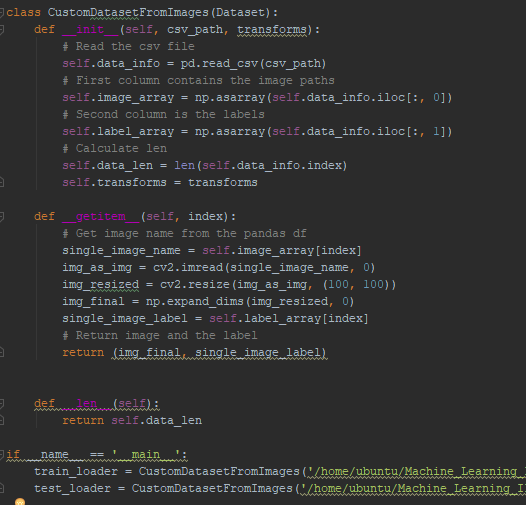 class CustomDatasetFromImages(Dataset):
    def __init__(self, csv_path, transforms):
        # Read the csv file
        self.data_info = pd.read_csv(csv_path)
        # First column contains the image paths
        self.image_array = np.asarray(self.data_info.iloc[:, 0])
        # Second column is the labels
        self.label_array = np.asarray(self.data_info.iloc[:, 1])
        # Calculate len
        self.data_len = len(self.data_info.index)
        self.transforms = transforms
    def __getitem__(self, index):
        # Get image name from the pandas df
        single_image_name = self.image_array[index]
        img_as_img = cv2.imread(single_image_name, 0)
        img_resized = cv2.resize(img_as_img, (100, 100))
        img_final = np.expand_dims(img_resized, 0)
        single_image_label = self.label_array[index]
        # Return image and the label
        return (img_final, single_image_label)
    def __len__(self):
        return self.data_len
if __name__ == '__main__':
    train_loader = CustomDatasetFromImages('/home/ubuntu/Machine_Learning_
    test_loader = CustomDatasetFromImages('/home/ubuntu/Machine_Learning_I